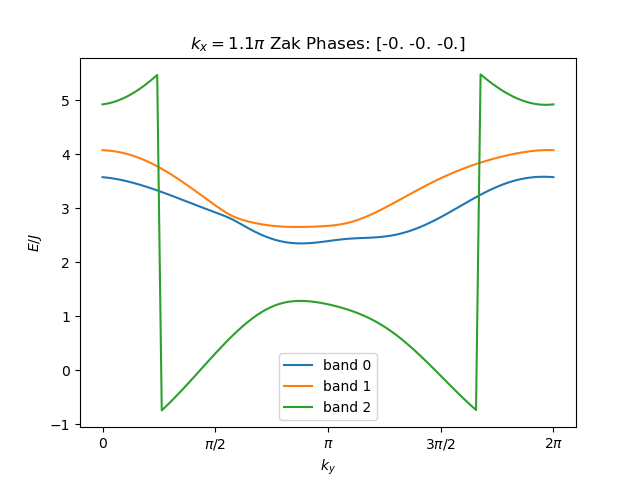 $k_x = 1.1\pi$ Zak Phases: [-0. -0. -0.]
E/J
5
4
3
2
1
0
−1
band 0
band 1
band 2
0
π/2
π
3π/2
2π
$k_y$